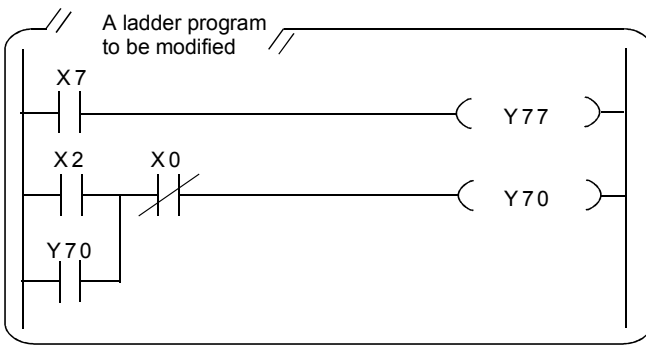 A ladder program
to be modified
X7
Y77
X2 X0
Y70
Y70